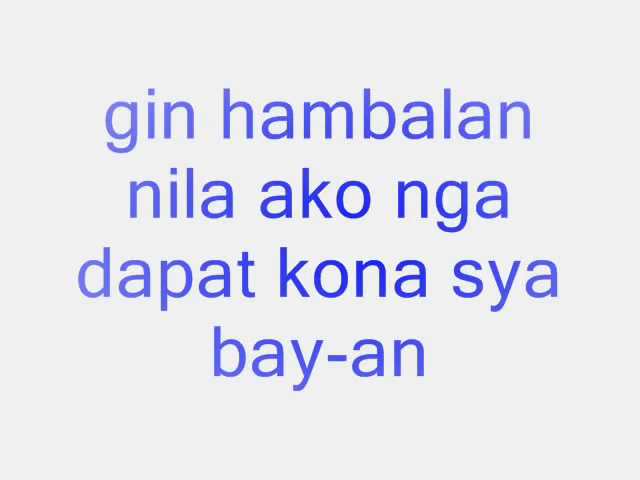 gin hambalan
nila ako nga
dapat kona sya
bay-an